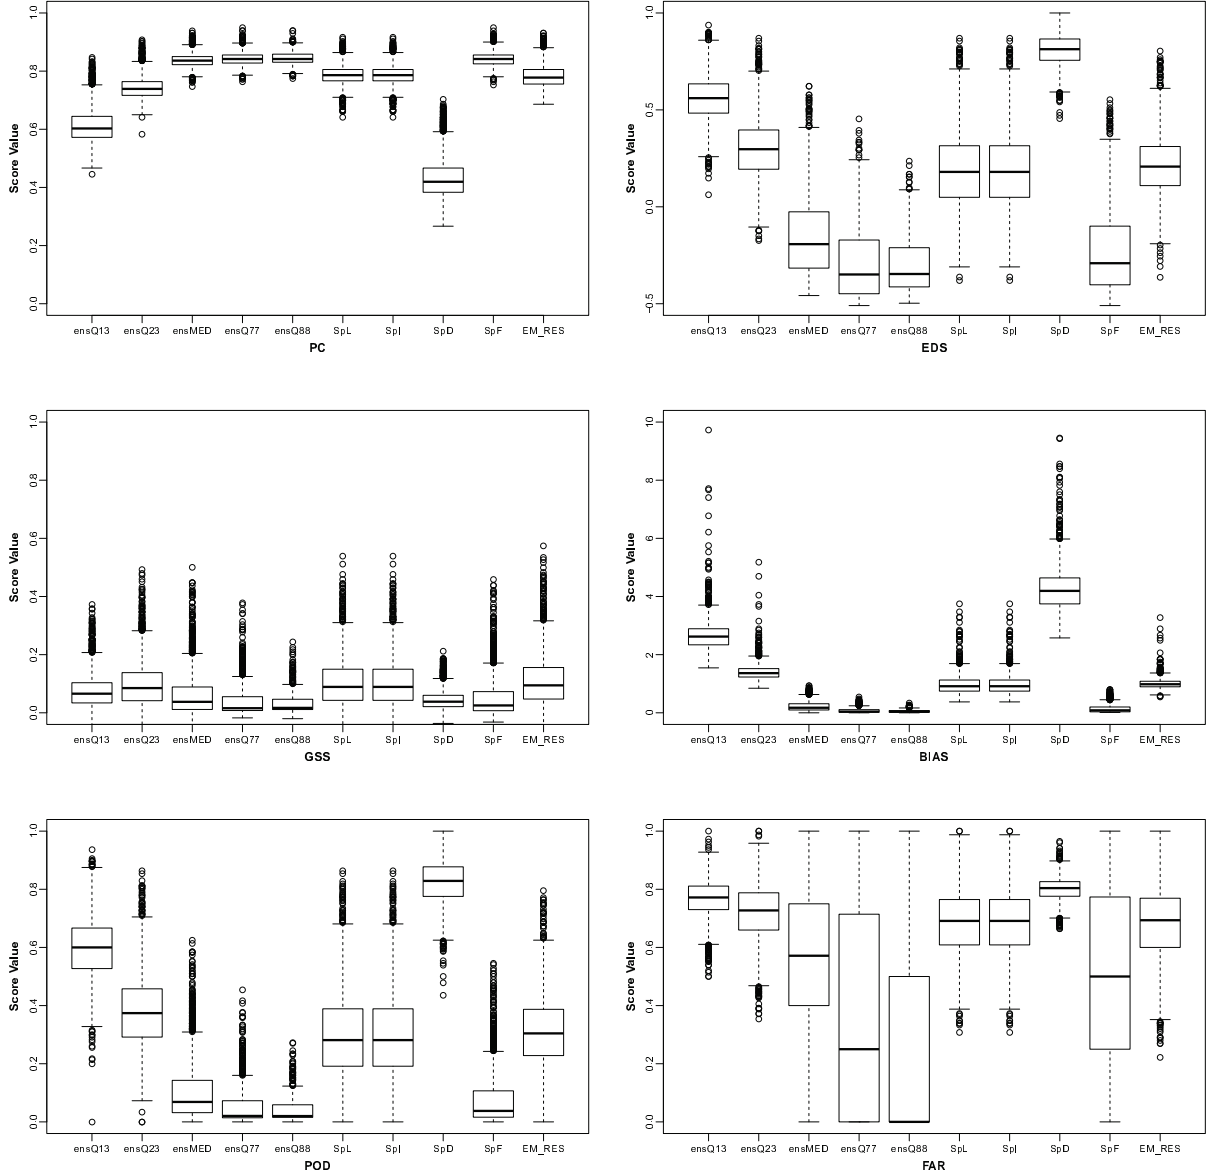 Score Value
1.0
0.8
0.6
0.4
0.2
0.0
ensQ13 ensQ23 ensMED ensQ77 ensQ88 SpL SpI SpD SpF EM_RES
PC
Score Value
1.0
0.5
0.0
−0.5
ensQ13 ensQ23 ensMED ensQ77 ensQ88 SpL SpI SpD SpF EM_RES
EDS
Score Value
1.0
0.8
0.6
0.4
0.2
0.0
ensQ13 ensQ23 ensMED ensQ77 ensQ88 SpL SpI SpD SpF EM_RES
GSS
Score Value
10
8
6
4
2
0
ensQ13 ensQ23 ensMED ensQ77 ensQ88 SpL SpI SpD SpF EM_RES
BIAS
Score Value
1.0
0.8
0.6
0.4
0.2
0.0
ensQ13 ensQ23 ensMED ensQ77 ensQ88 SpL SpI SpD SpF EM_RES
POD
Score Value
1.0
0.8
0.6
0.4
0.2
0.0
ensQ13 ensQ23 ensMED ensQ77 ensQ88 SpL SpI SpD SpF EM_RES
FAR